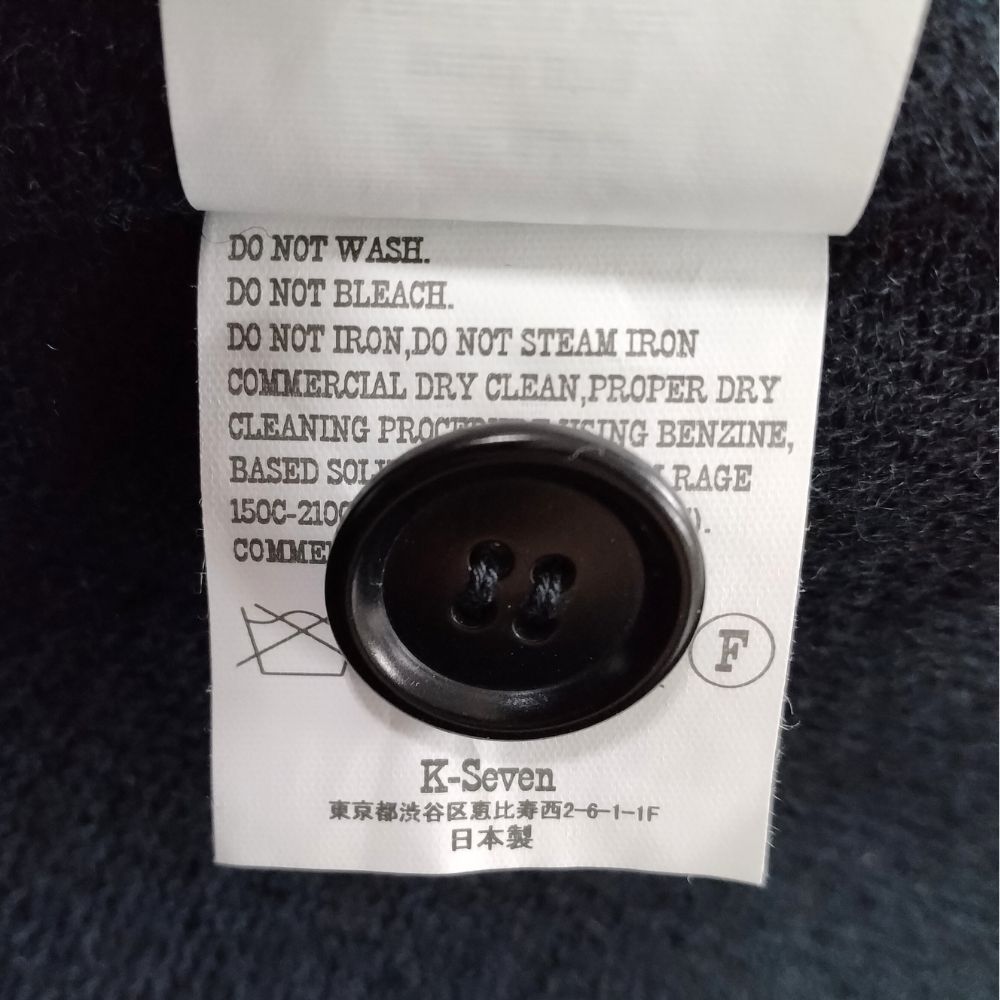 DO NOT WASH.
DO NOT BLEACH.
DO NOT IRON,DO NOT STEAM IRON
COMMERCIAL DRY CLEAN,PROPER DRY
CLEANING USING BENZINE,
BASED RAGE
150C-210C
F
K-Seven
東京都渋谷区恵比寿西2-6-1-1F
日本製